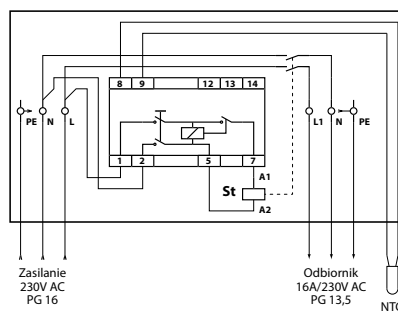 8 9 12 13 14
PE N L
L1 N PE
1 2 5 7
A1
St
A2
Zasilanie
230V AC
PG 16
Odbiornik
16A/230V AC
PG 13,5
NTC